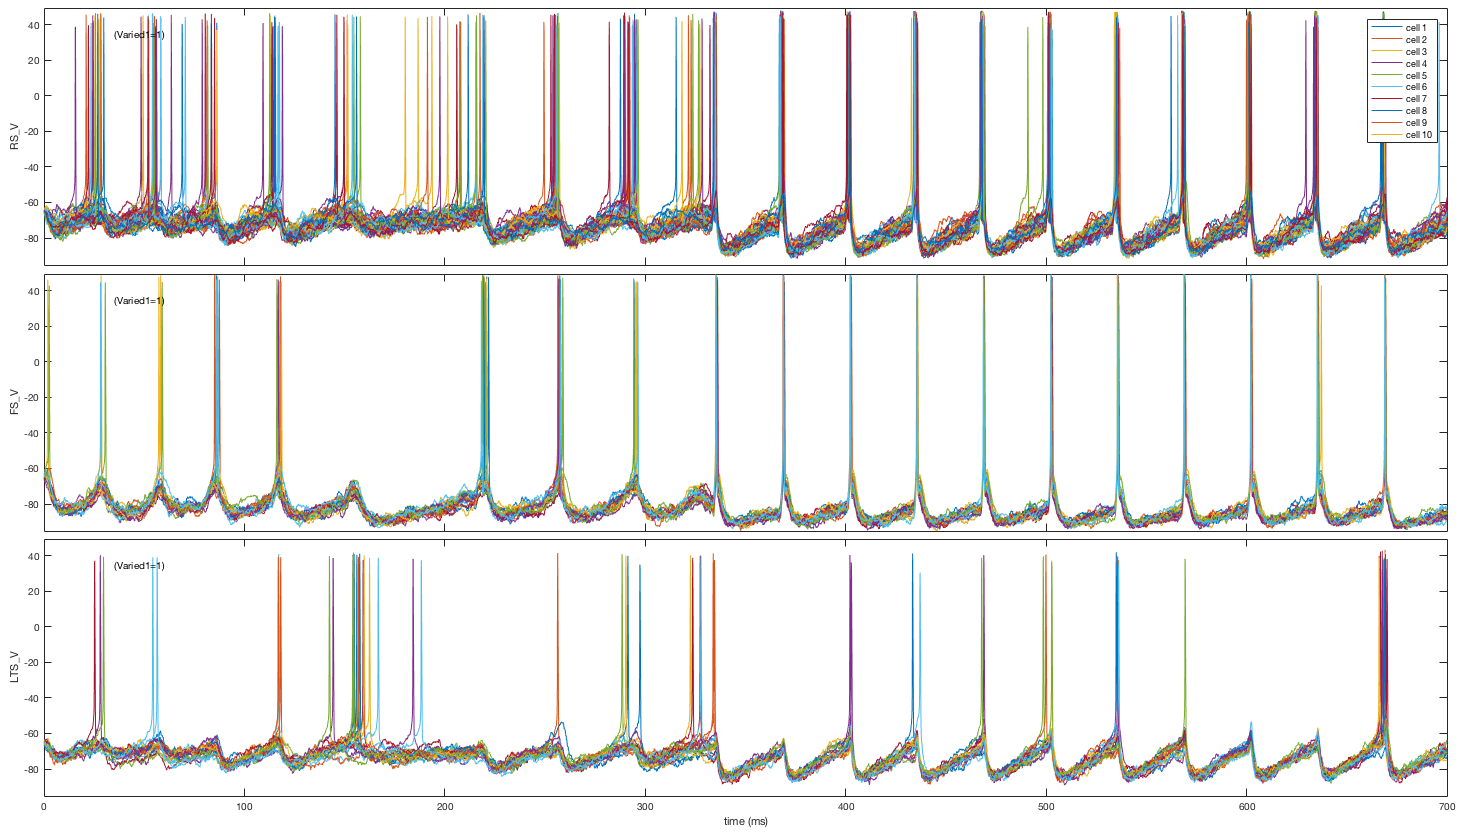 40
20
0
-20
-40
-60
-80
RS_V
(Varied1=1)
cell 1
cell 2
cell 3
cell 4
cell 5
cell 6
cell 7
cell 8
cell 9
cell 10
40
20
0
-20
-40
-60
-80
FS_V
(Varied1=1)
40
20
0
-20
-40
-60
-80
LTS_V
(Varied1=1)
0 100 200 300 400 500 600 700
time (ms)